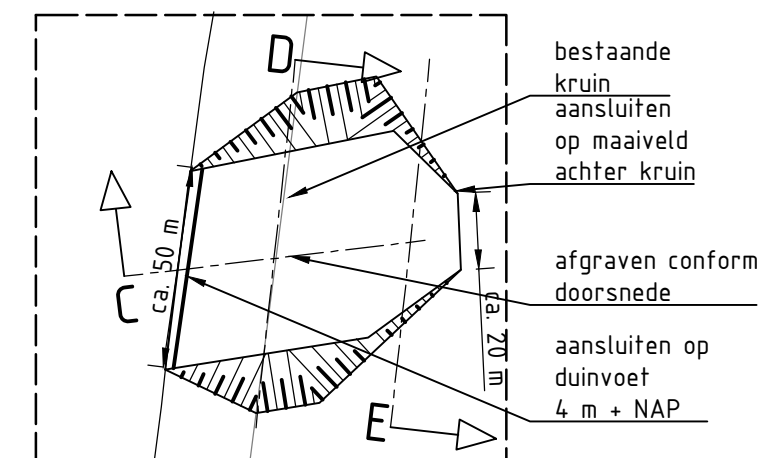 D
bestaande
kruin
aansluiten
op maaiveld
achter kruin
ca. 50 m
C
afgraven conform
doorsnede
ca. 20 m
aansluiten op
duinvoet
4 m + NAP
E